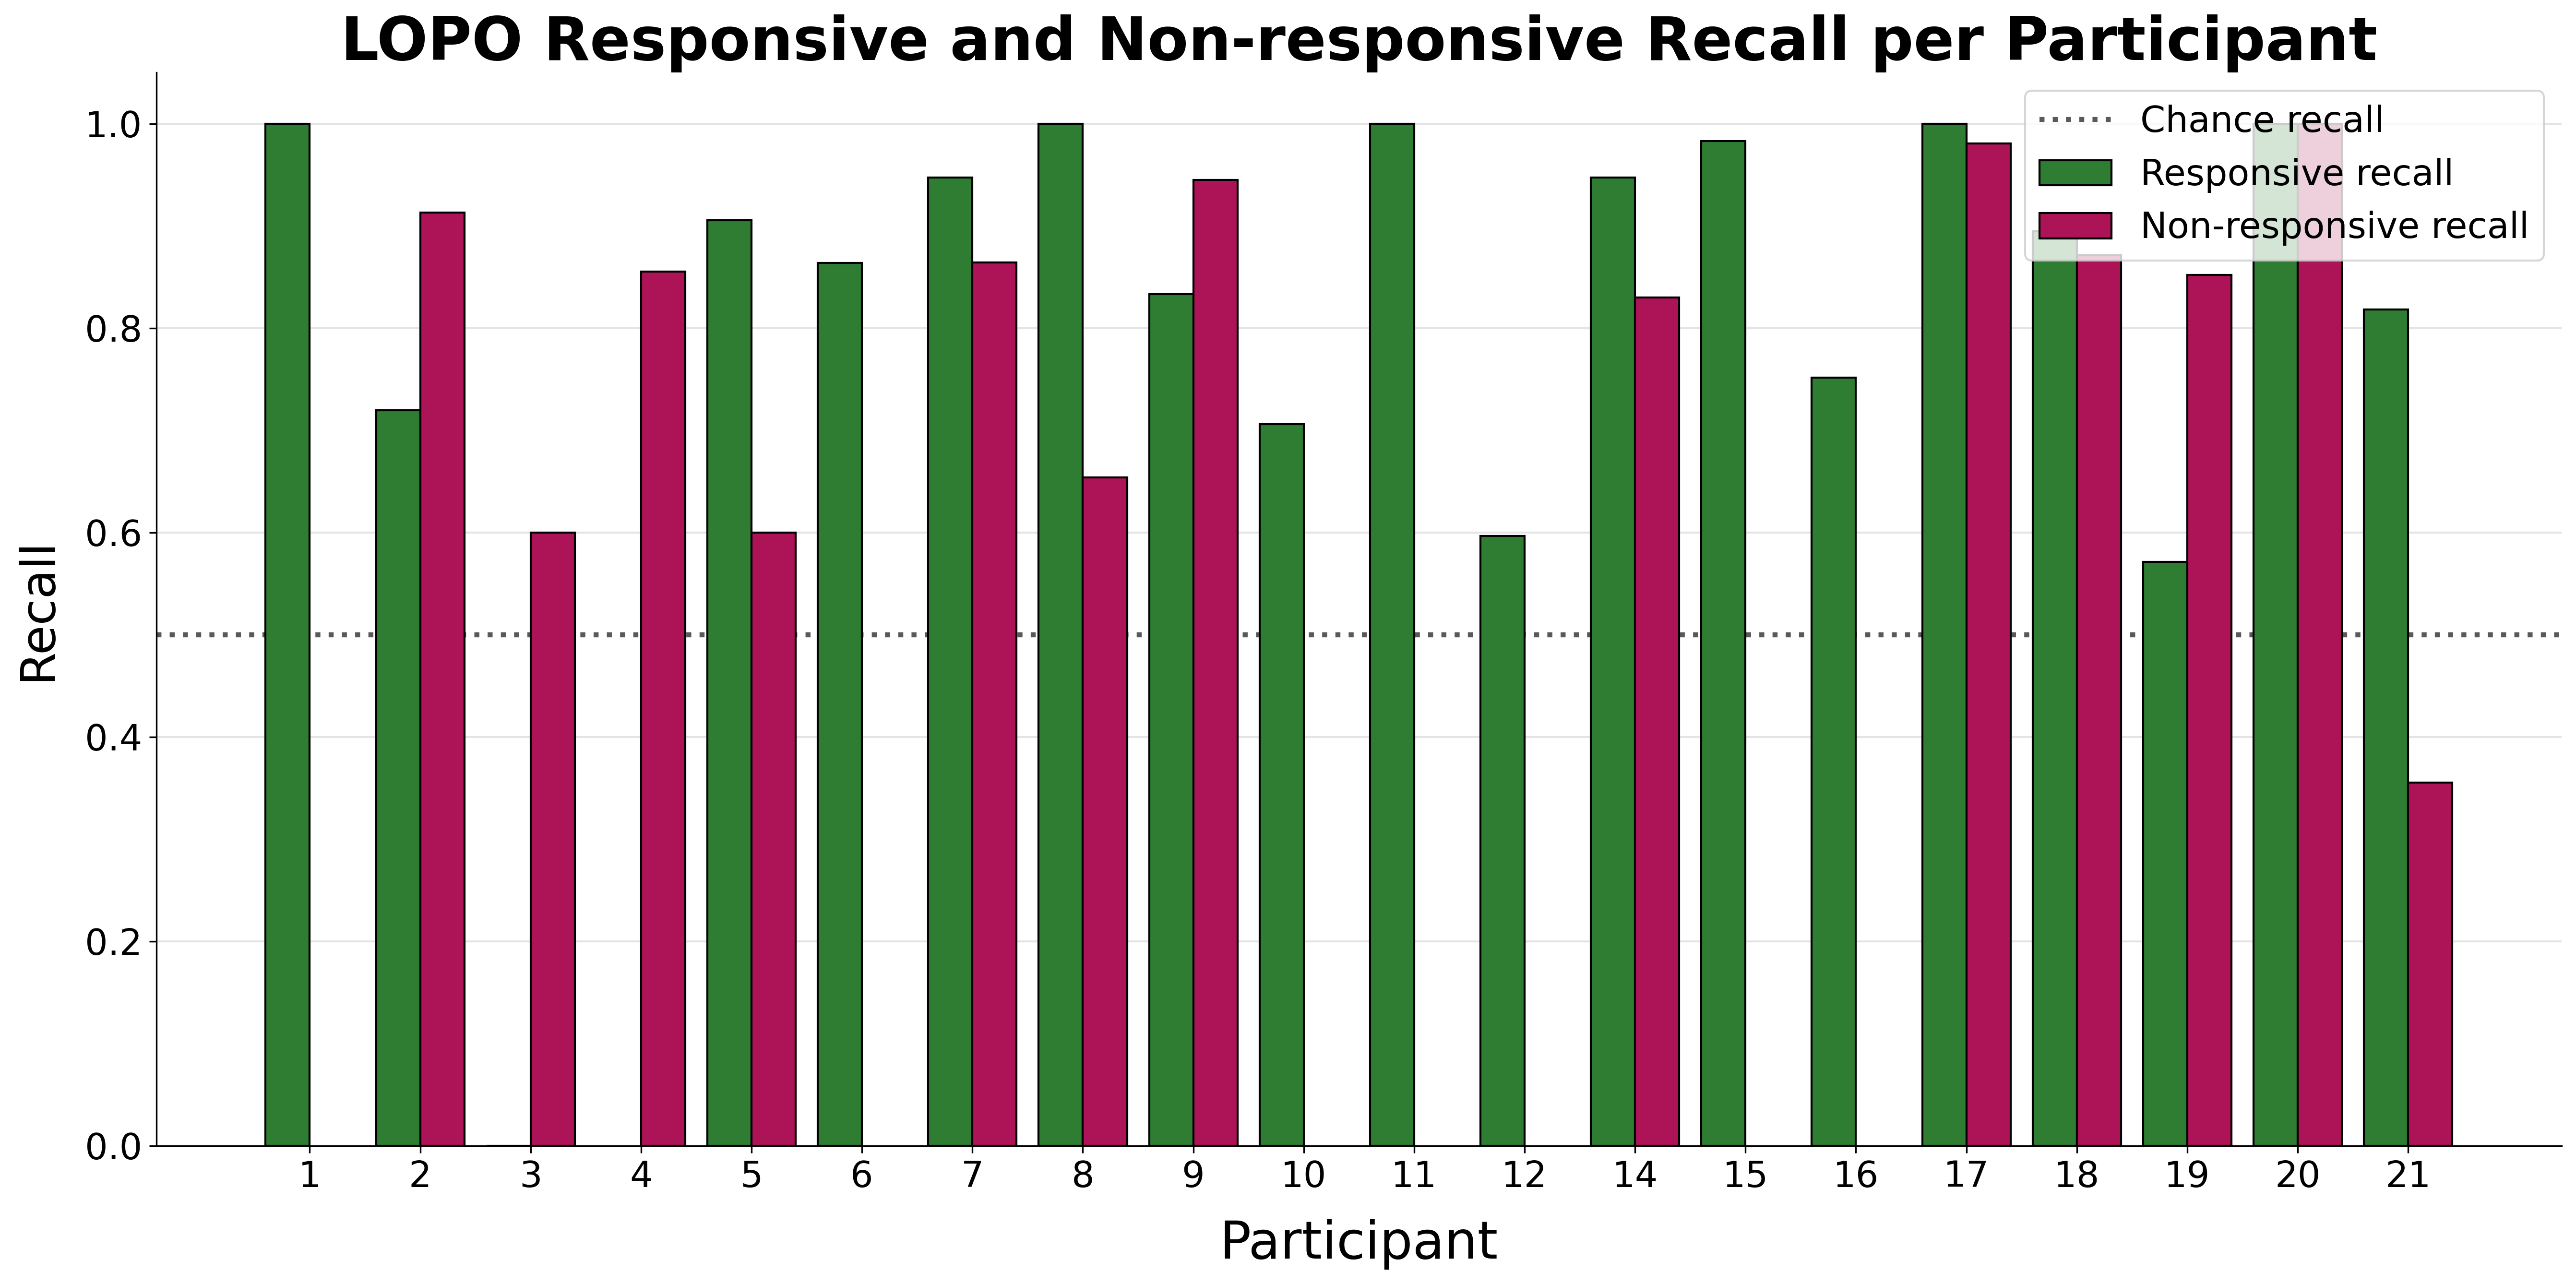 LOPO Responsive and Non-responsive Recall per Participant
1.0
0.8
0.6
0.4
0.2
0.0
Recall
Chance recall
Responsive recall
Non-responsive recall
1 2 3 4 5 6 7 8 9 10 11 12 14 15 16 17 18 19 20 21
Participant